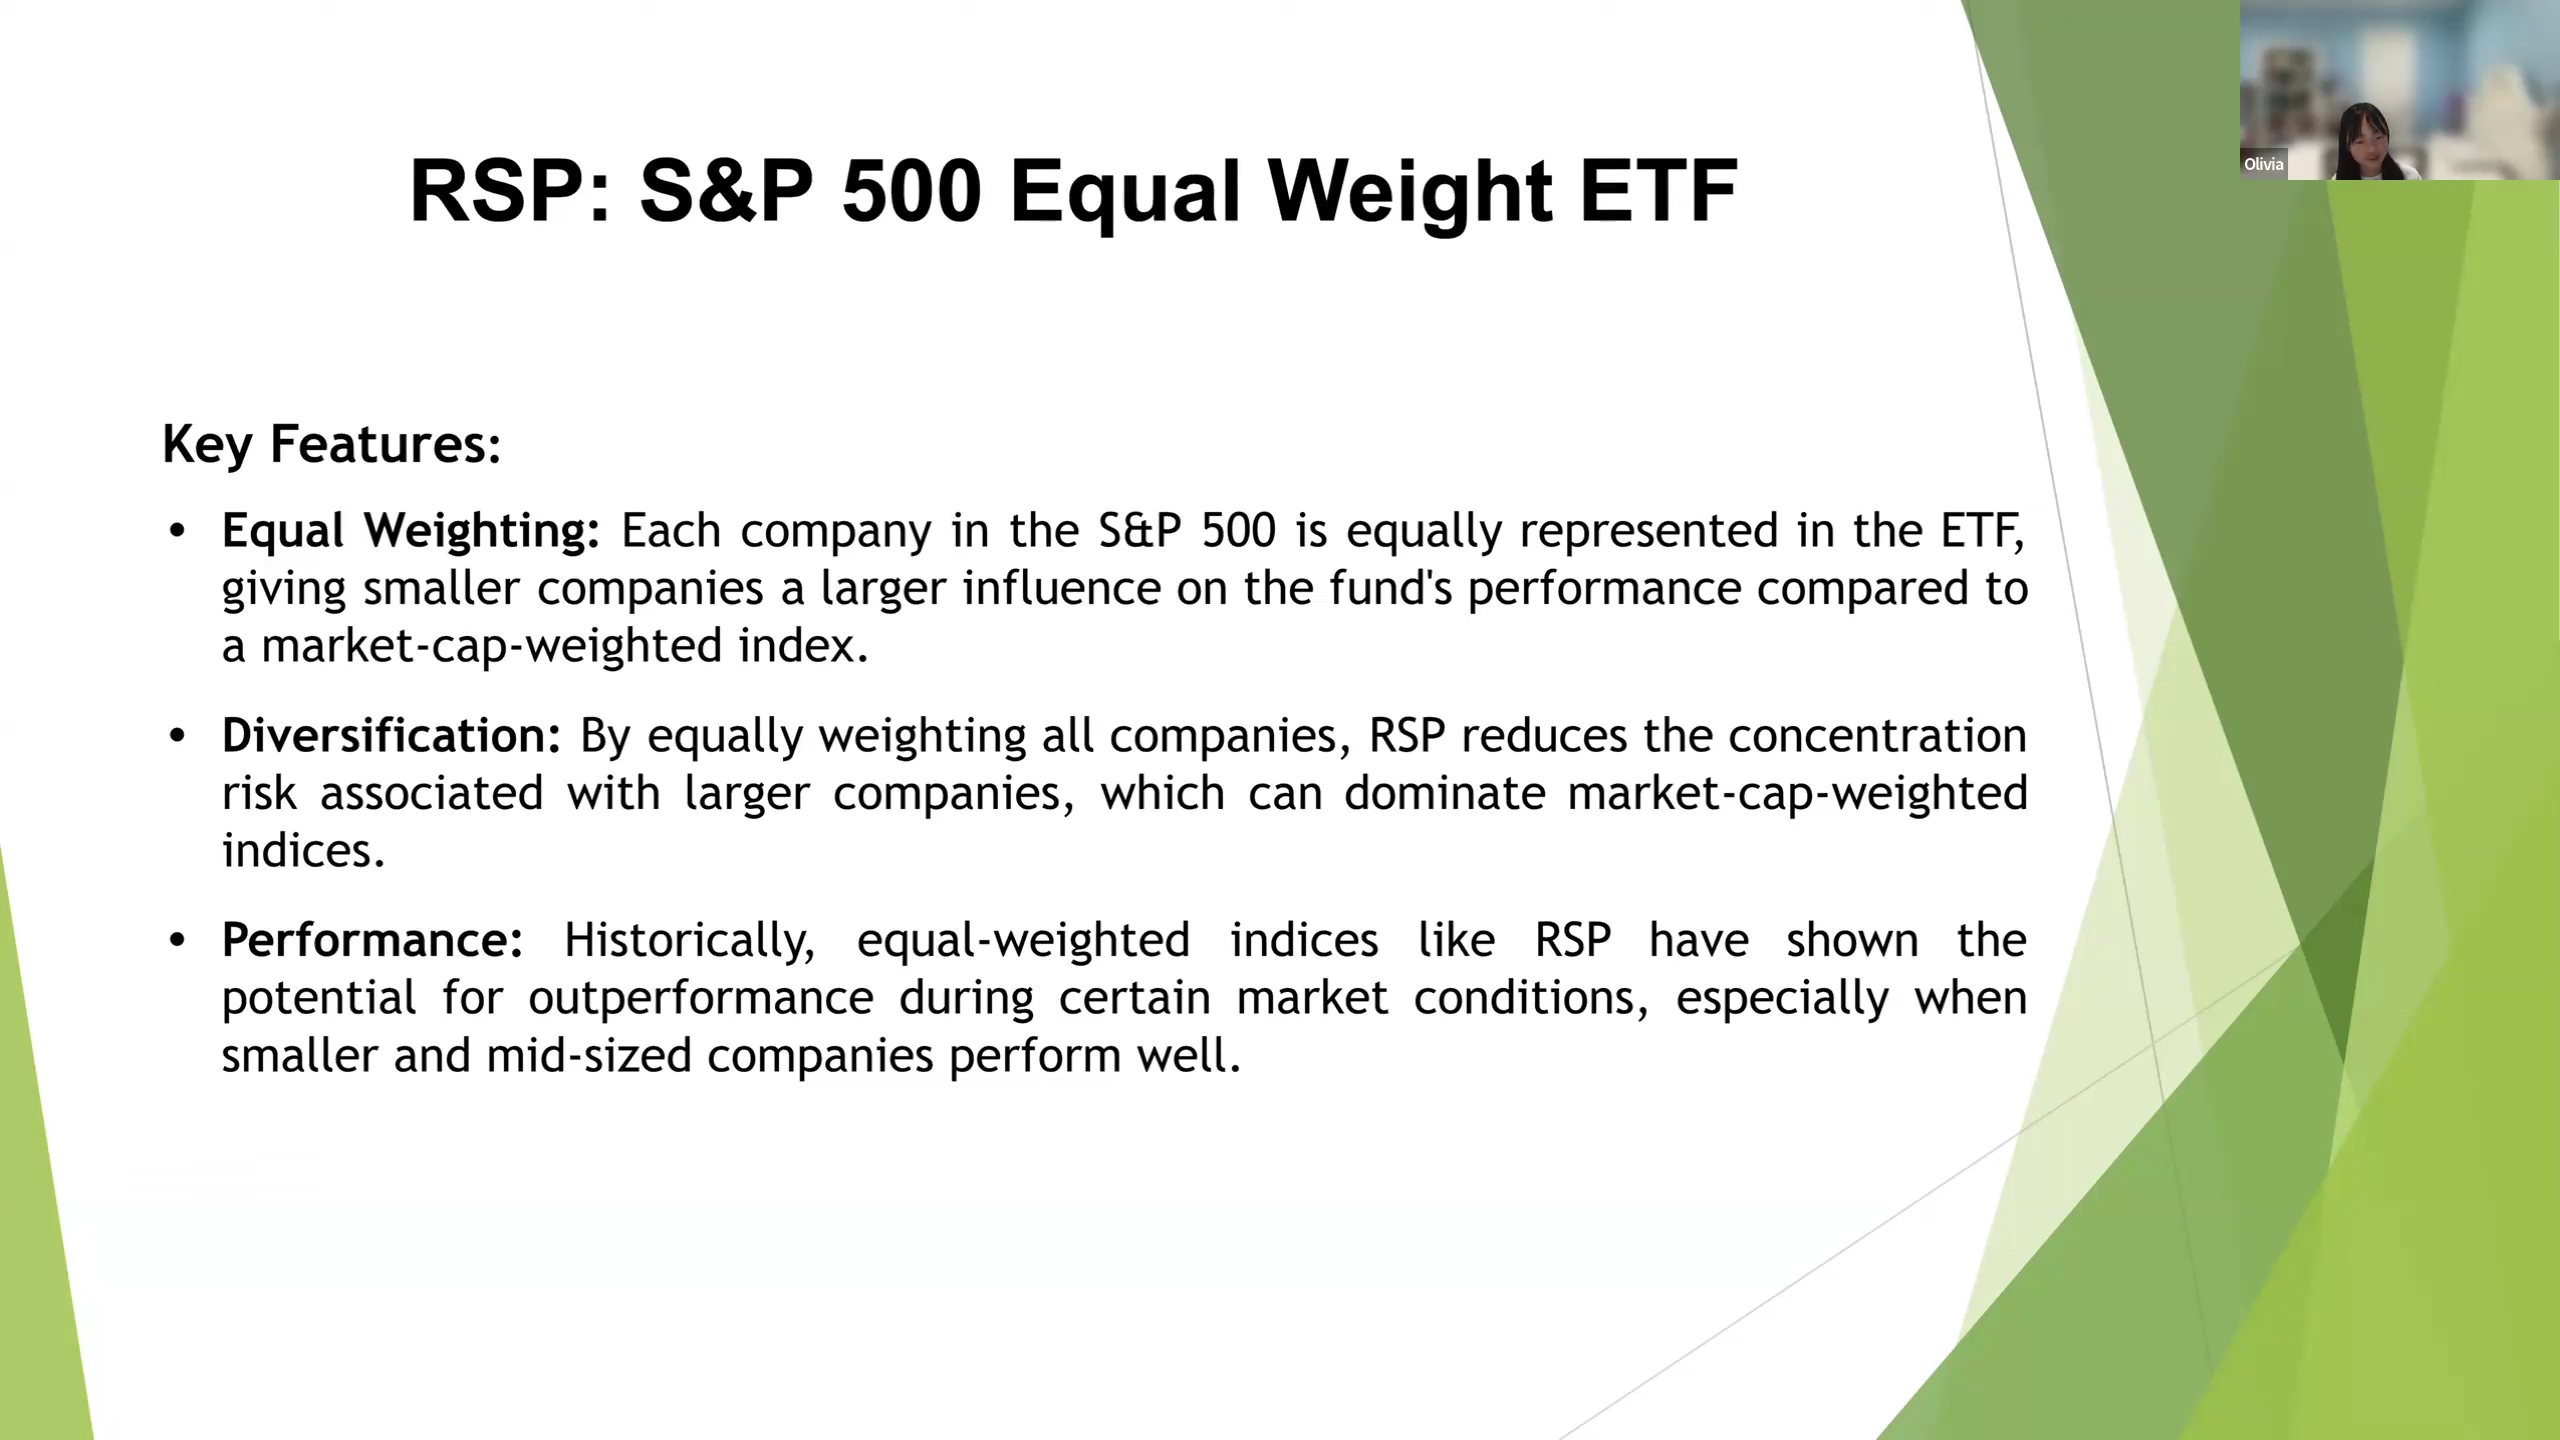 RSP: S&P 500 Equal Weight ETF
Olivia
Key Features:
• Equal Weighting: Each company in the S&P 500 is equally represented in the ETF,
giving smaller companies a larger influence on the fund's performance compared to
a market-cap-weighted index.
• Diversification: By equally weighting all companies, RSP reduces the concentration
risk associated with larger companies, which can dominate market-cap-weighted
indices.
• Performance: Historically, equal-weighted indices like RSP have shown the
potential for outperformance during certain market conditions, especially when
smaller and mid-sized companies perform well.